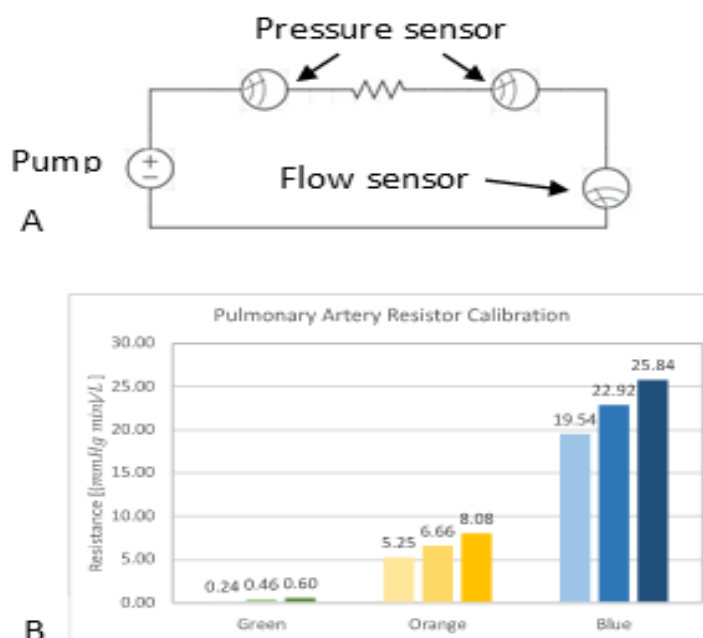 Pressure sensor
Pump
+
−
Flow sensor
A
Pulmonary Artery Resistor Calibration
Resistance [(mmHg min)/L]
30.00
25.00
20.00
15.00
10.00
5.00
0.00
0.24 0.46 0.60
5.25 6.66 8.08
19.54 22.92 25.84
Green Orange Blue
B